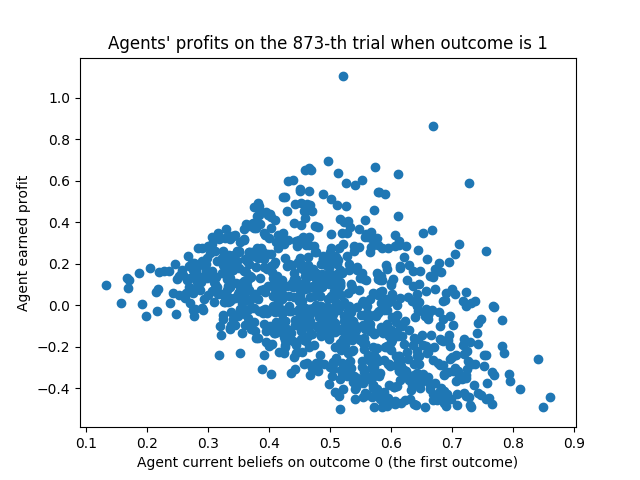 Agents' profits on the 873-th trial when outcome is 1
Agent earned profit
1.0
0.8
0.6
0.4
0.2
0.0
−0.2
−0.4
0.1 0.2 0.3 0.4 0.5 0.6 0.7 0.8 0.9
Agent current beliefs on outcome 0 (the first outcome)